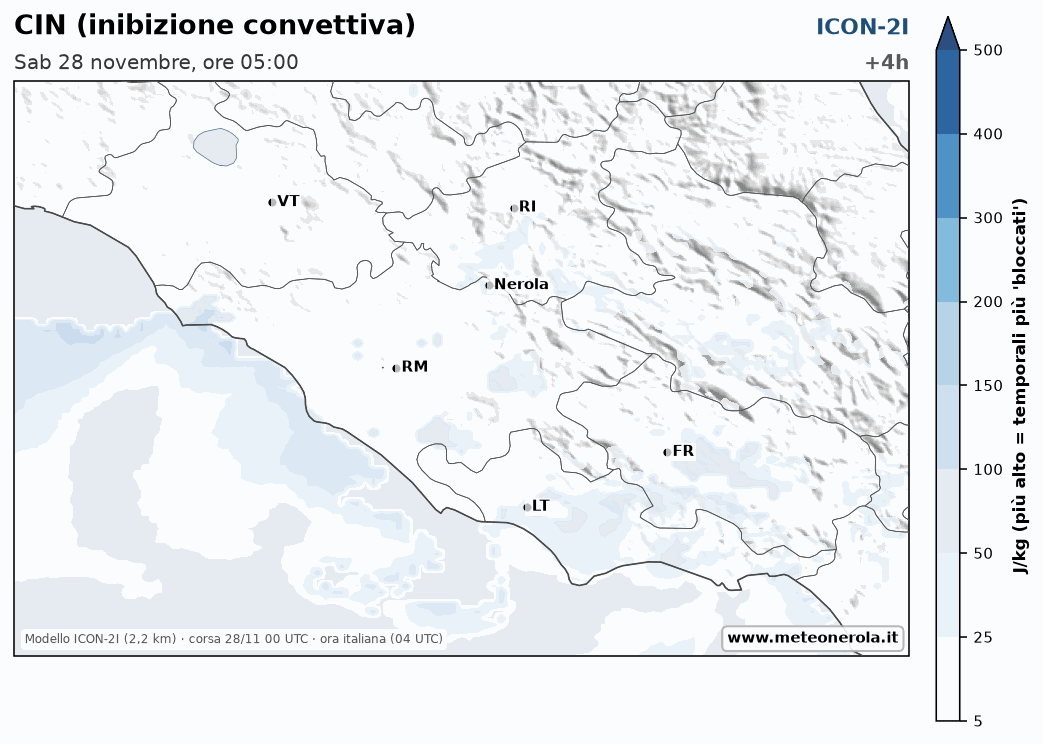 CIN (inibizione convettiva)
ICON-2I
Sab 28 novembre, ore 05:00
+4h
500
400
300
200
150
100
50
25
5
J/kg (più alto = temporali più 'bloccati')
VT
RI
Nerola
RM
FR
LT
Modello ICON-2I (2,2 km) · corsa 28/11 00 UTC · ora italiana (04 UTC)
www.meteonerola.it